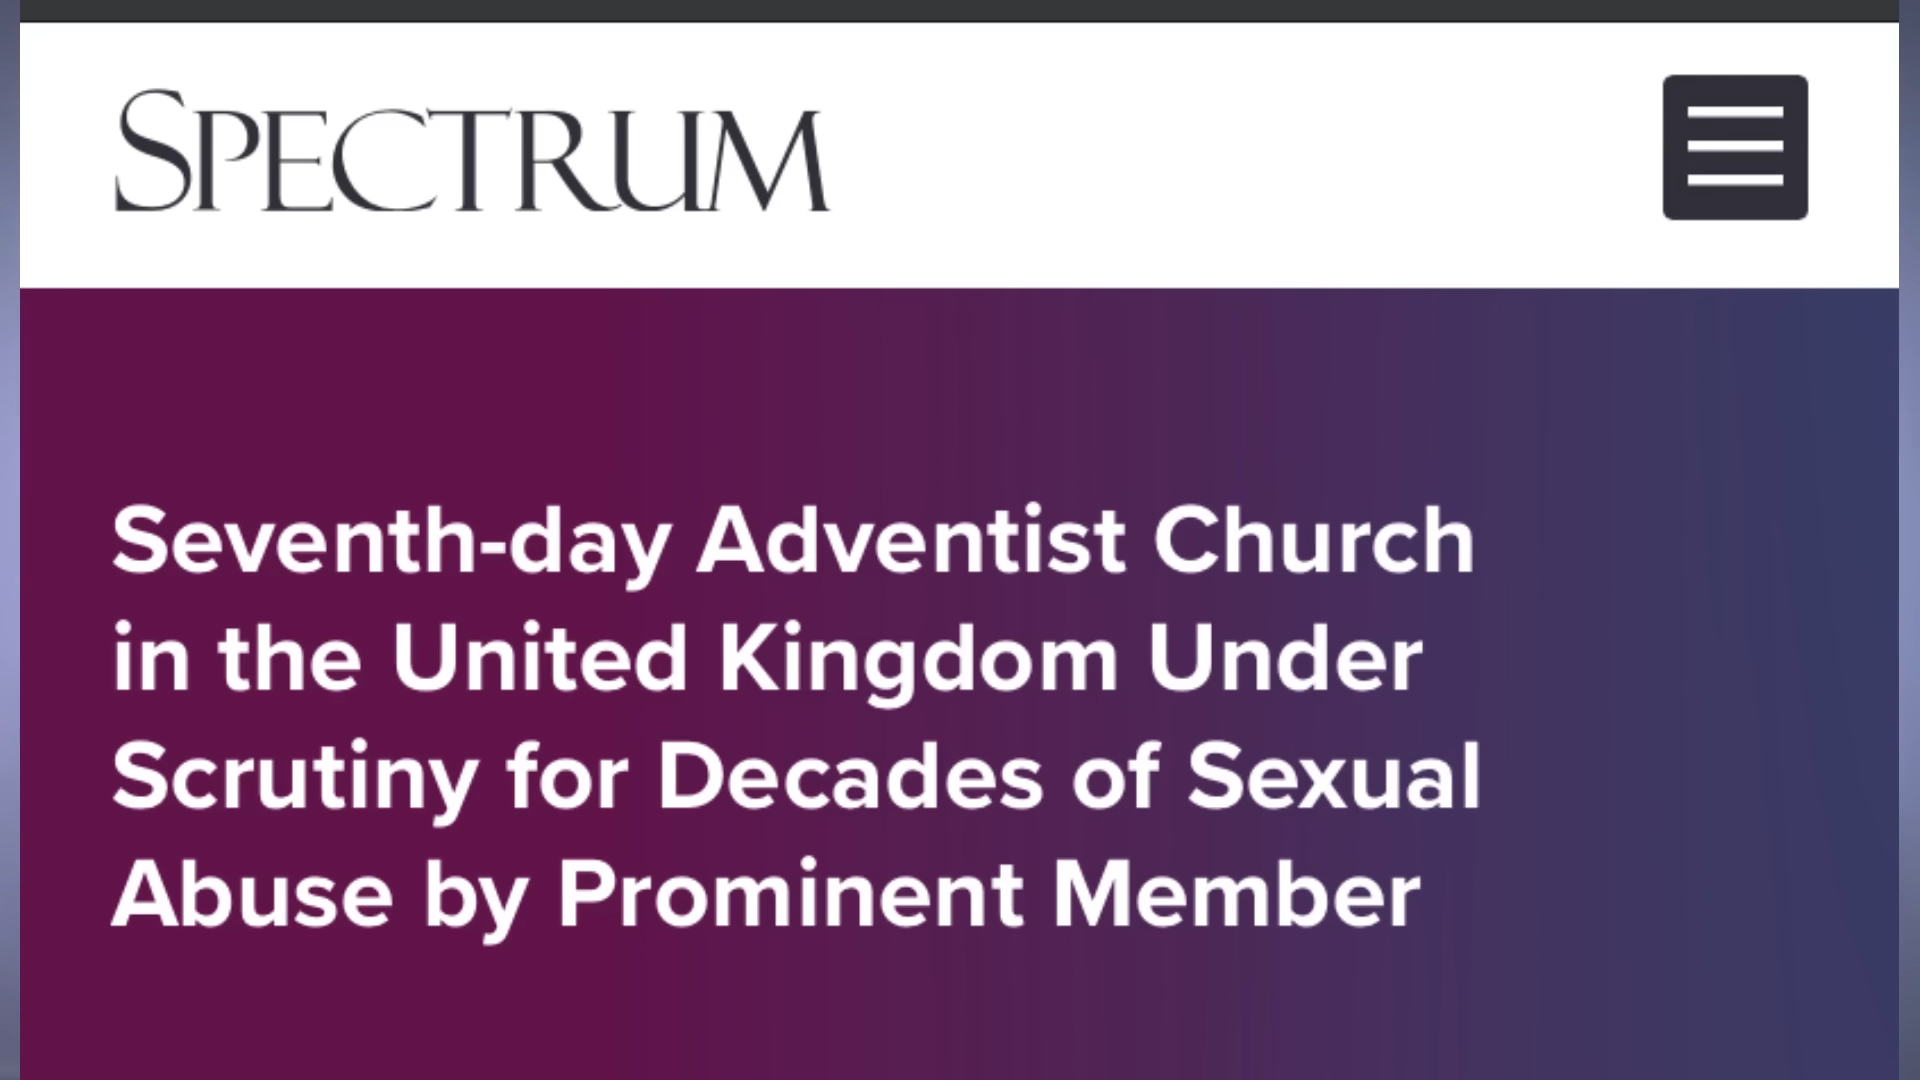 SPECTRUM
Seventh-day Adventist Church
in the United Kingdom Under
Scrutiny for Decades of Sexual
Abuse by Prominent Member